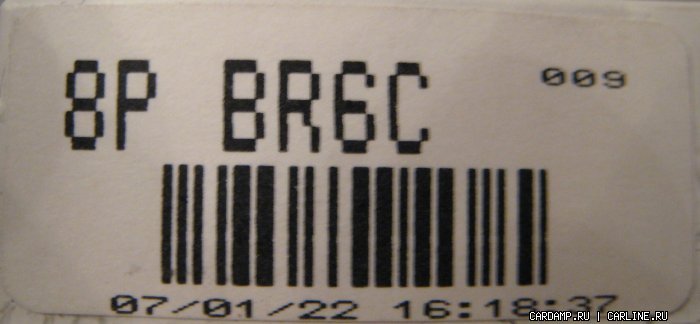 8P BR6C 009
07/01/22 16:18:37
CARDAMP.RU | CARLINE.RU